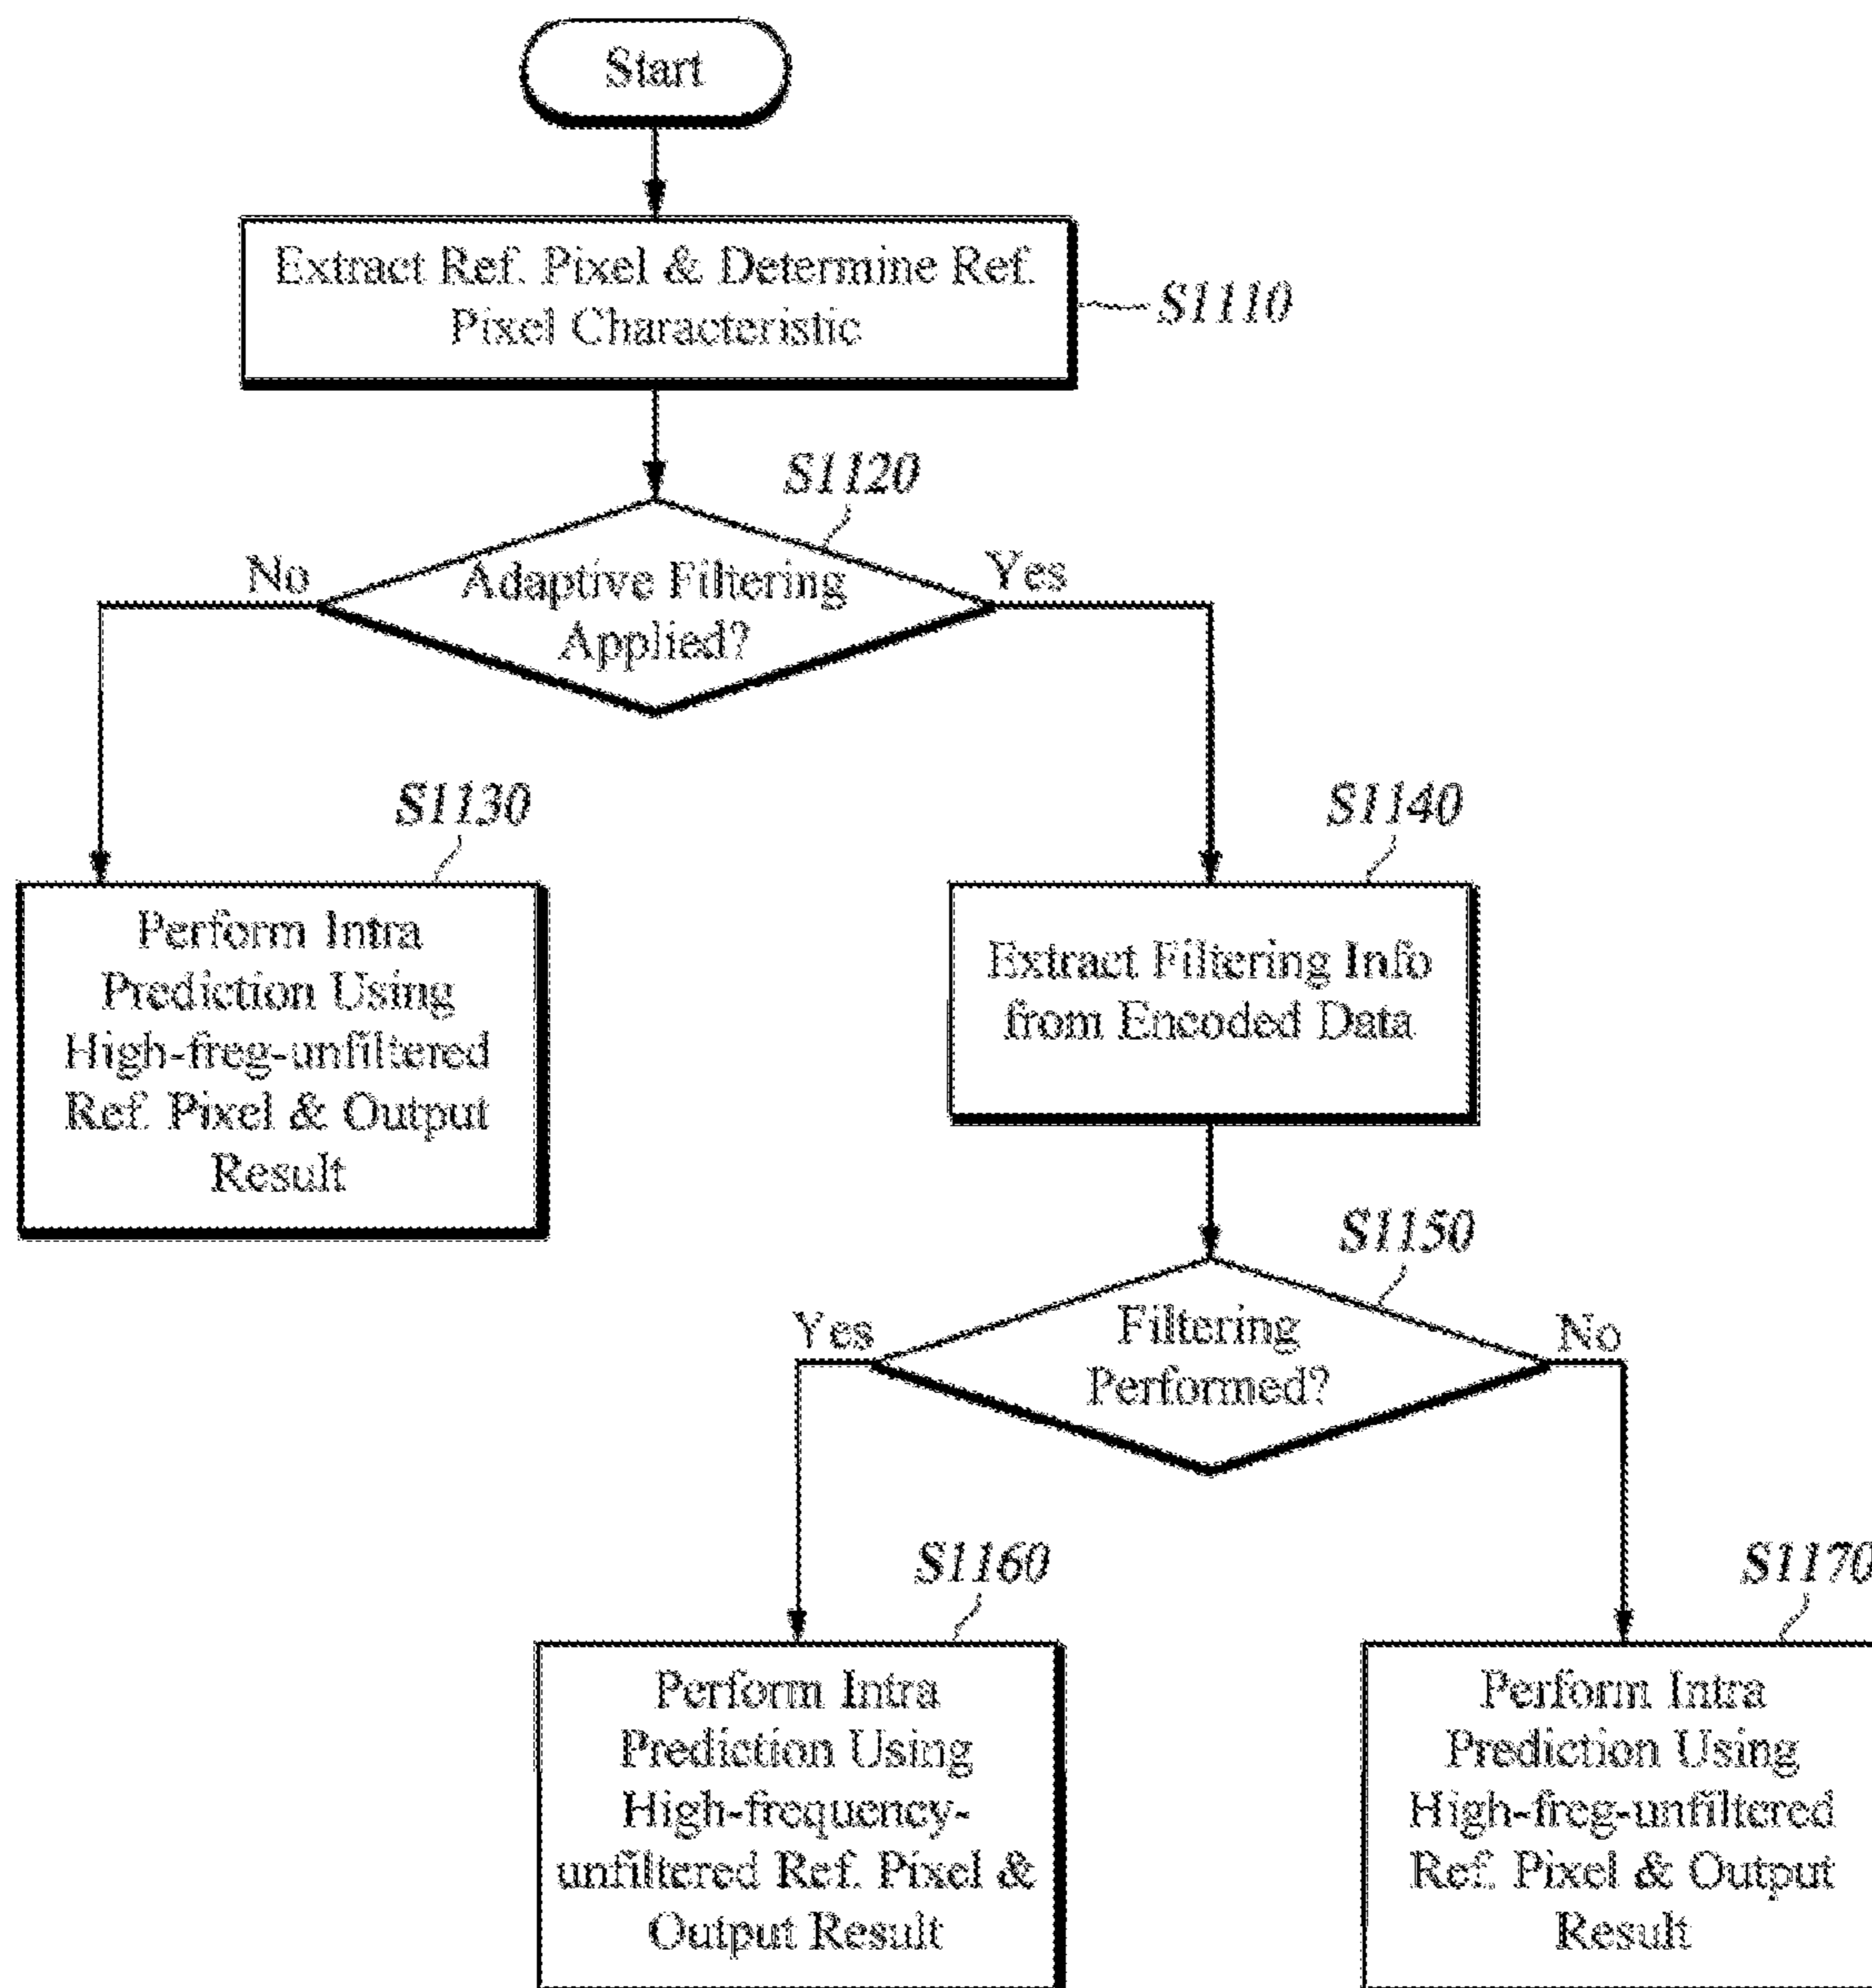 Start
Extract Ref. Pixel & Determine Ref.
Pixel Characteristic
S1110
S1120
No
Adaptive Filtering
Applied?
Yes
S1130
Perform Intra
Prediction Using
High-freg-unfiltered
Ref. Pixel & Output
Result
S1140
Extract Filtering Info
from Encoded Data
S1150
Yes
Filtering
Performed?
No
S1160
Perform Intra
Prediction Using
High-frequency-
unfiltered Ref. Pixel &
Output Result
S1170
Perform Intra
Prediction Using
High-freg-unfiltered
Ref. Pixel & Output
Result